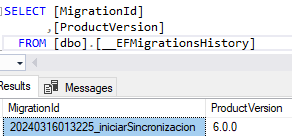 SELECT [MigrationId]
,[ProductVersion]
FROM [dbo].[__EFMigrationsHistory]
Results Messages
MigrationId ProductVersion
20240316013225_iniciarSincronizacion 6.0.0